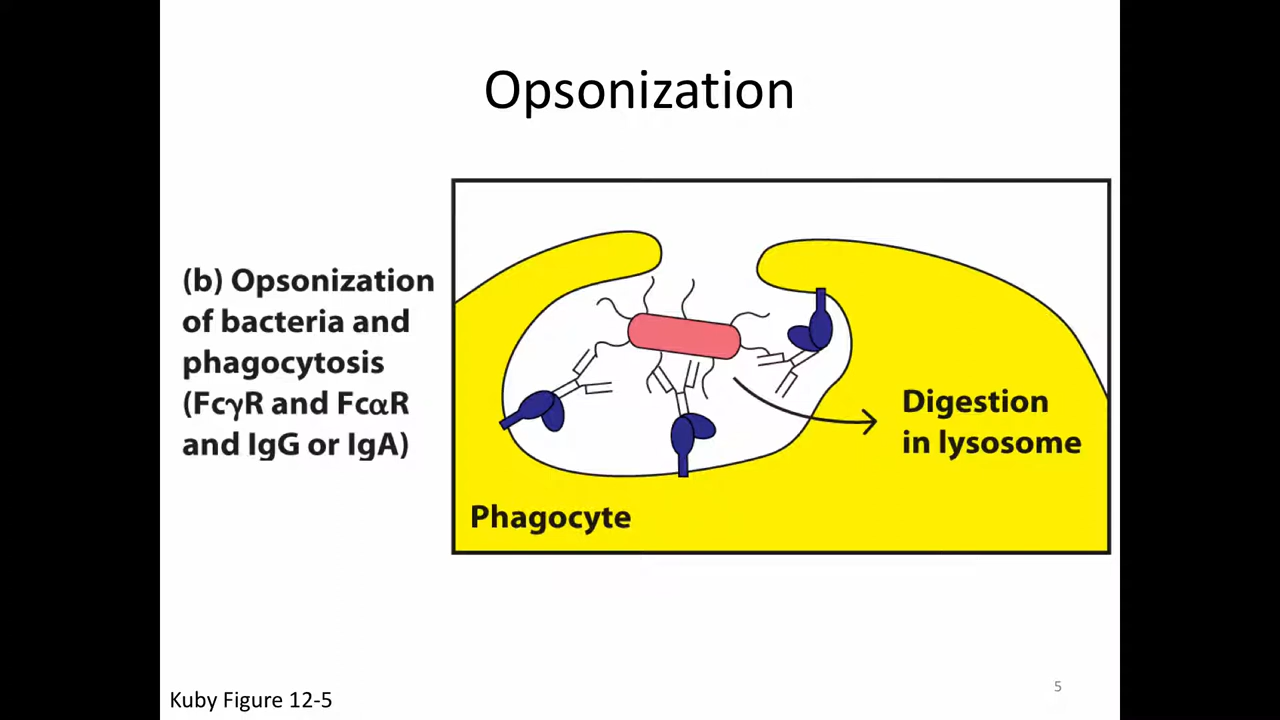 Opsonization
(b) Opsonization
of bacteria and
phagocytosis
(FcγR and FcαR
and IgG or IgA)
Digestion
in lysosome
Phagocyte
Kuby Figure 12-5
5